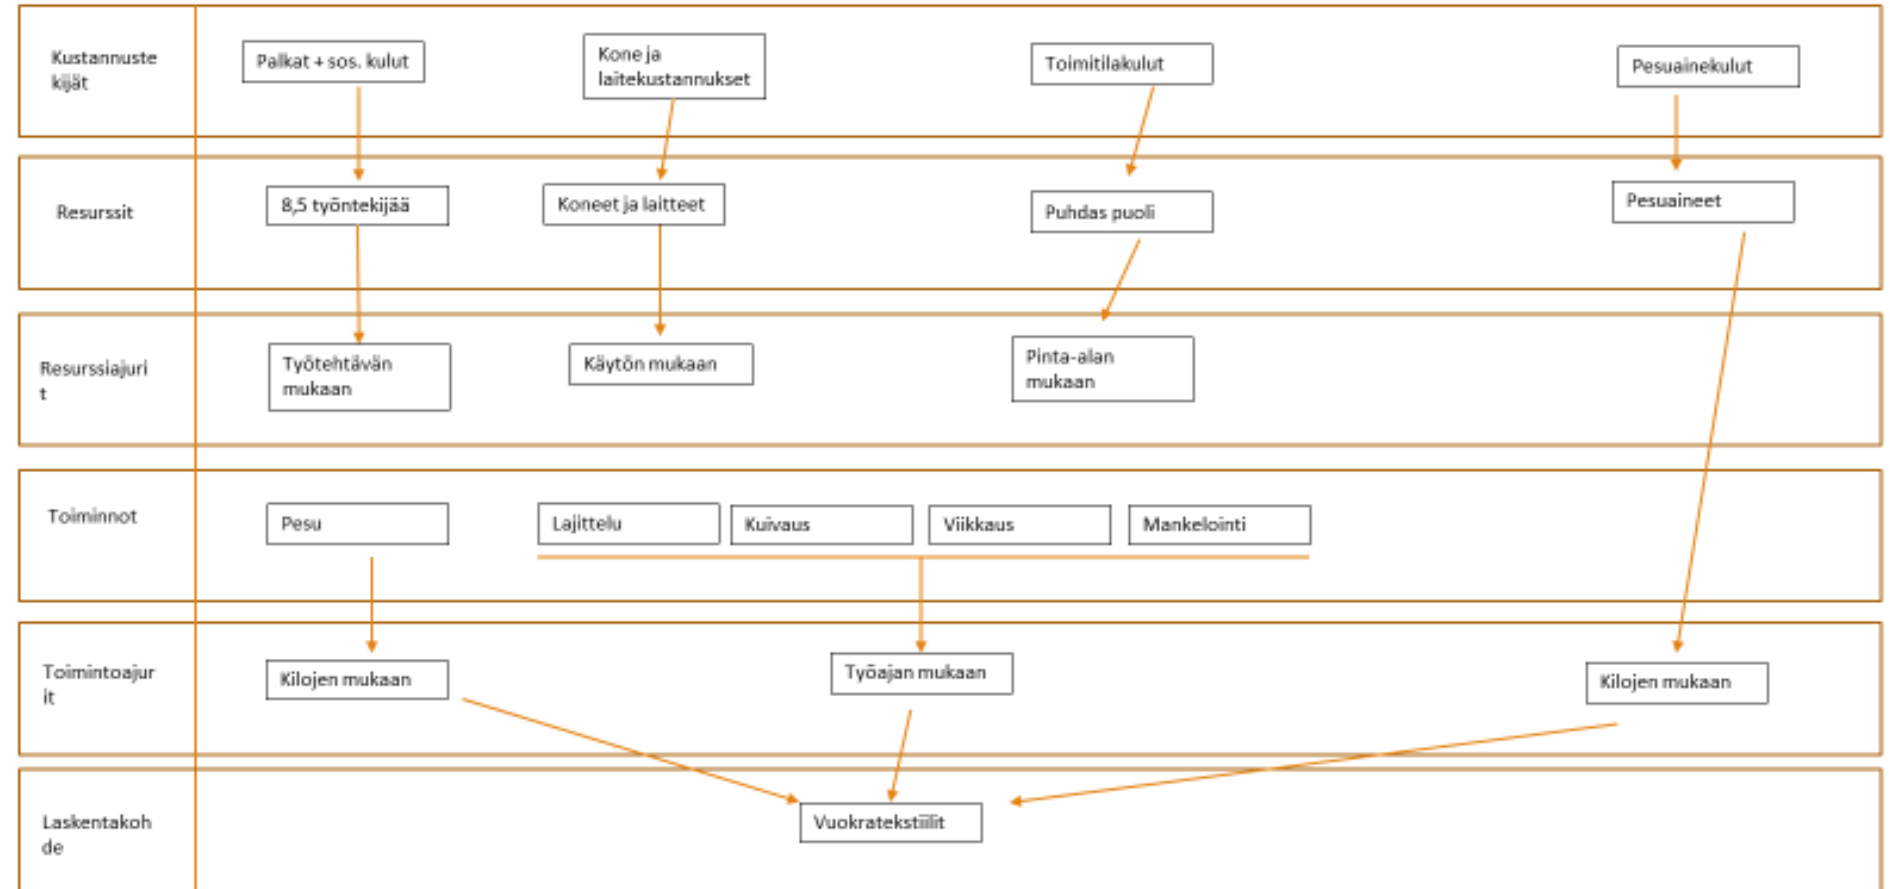 Kustannuste
kijät
Palkat + sos. kulut
Kone ja
laitekustannukset
Toimitilakulut
Pesuainekulut
Resurssit
8,5 työntekijää
Koneet ja laitteet
Puhdas puoli
Pesuaineet
Resurssiajuri
t
Työtehtävän
mukaan
Käytön mukaan
Pinta-alan
mukaan
Toiminnot
Pesu
Lajittelu
Kuivaus
Viikkaus
Mankelointi
Toimintoajur
it
Kilojen mukaan
Työajan mukaan
Kilojen mukaan
Laskentakoh
de
Vuokratekstiilit